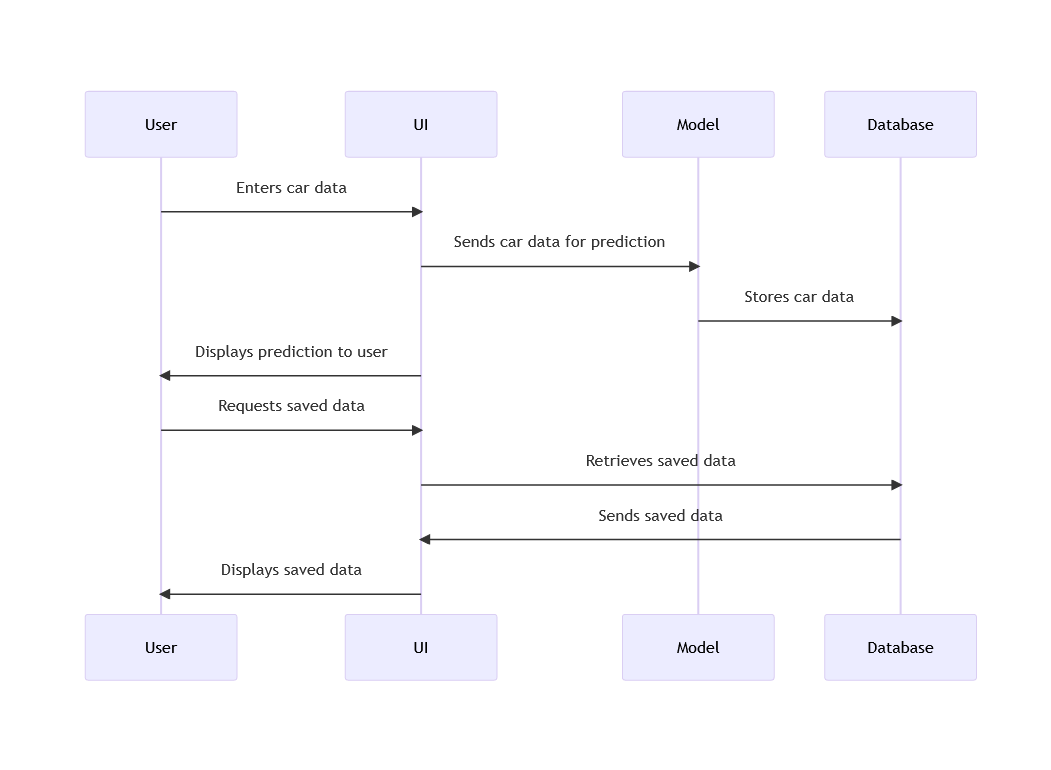 User
UI
Model
Database
Enters car data
Sends car data for prediction
Stores car data
Displays prediction to user
Requests saved data
Retrieves saved data
Sends saved data
Displays saved data
User
UI
Model
Database